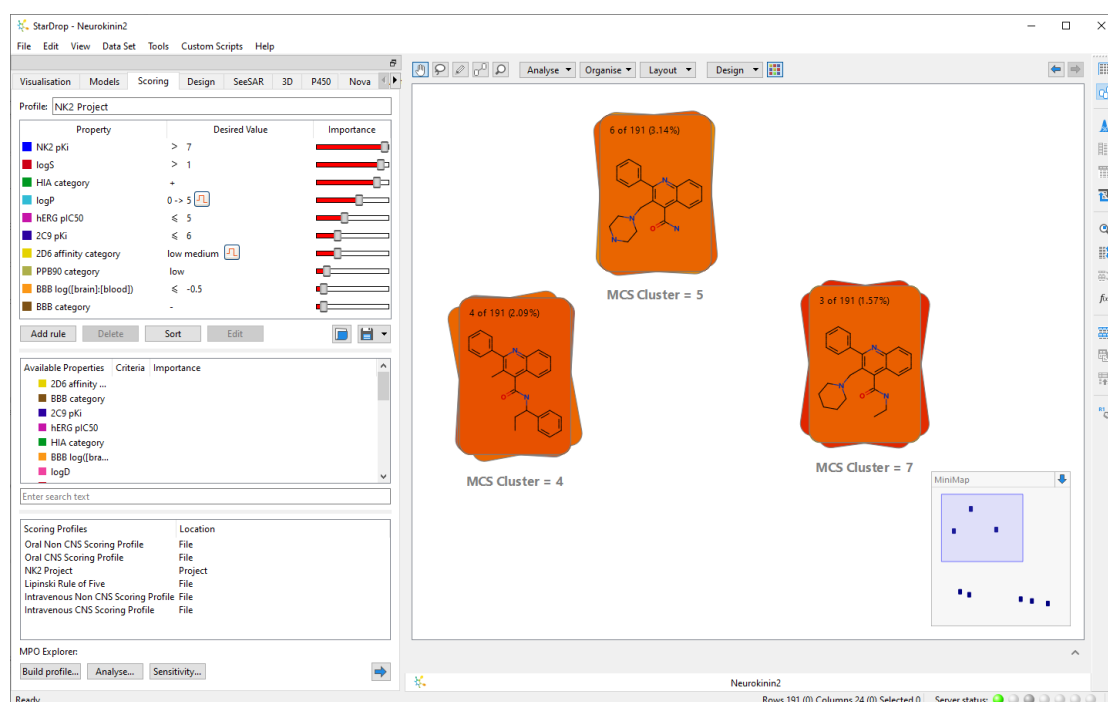 StarDrop - Neurokinin2
File Edit View Data Set Tools Custom Scripts Help
Visualisation Models Scoring Design SeeSAR 3D P450 Nova
Profile: NK2 Project
Property Desired Value Importance
NK2 pKi > 7
logS > 1
HIA category +
logP 0 -> 5
hERG pIC50 ≤ 5
2C9 pKi ≤ 6
2D6 affinity category low medium
PPB90 category low
BBB log([brain]:[blood]) ≤ -0.5
BBB category -
Add rule Delete Sort Edit
Available Properties Criteria Importance
2D6 affinity ...
BBB category
2C9 pKi
hERG pIC50
HIA category
BBB log([bra...
logD
Enter search text
Scoring Profiles Location
Oral Non CNS Scoring Profile File
Oral CNS Scoring Profile File
NK2 Project Project
Lipinski Rule of Five File
Intravenous Non CNS Scoring Profile File
Intravenous CNS Scoring Profile File
MPO Explorer:
Build profile... Analyse... Sensitivity...
Ready
Analyse Organise Layout Design
6 of 191 (3.14%)
N
N
N
O
N
MCS Cluster = 5
4 of 191 (2.09%)
N
O
N
MCS Cluster = 4
3 of 191 (1.57%)
N
N
O
N
MCS Cluster = 7
MiniMap
Neurokinin2
Rows 191 (0) Columns 24 (0) Selected 0 Server status: